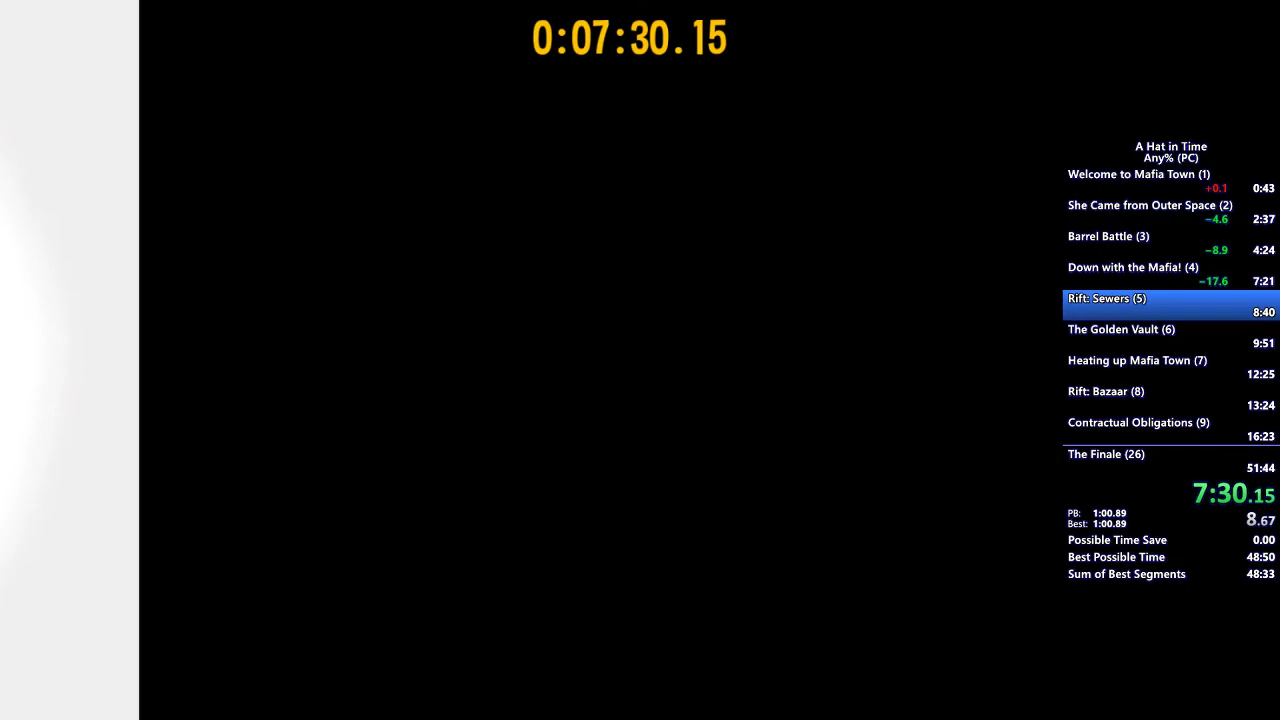 0:07:30.15
A Hat in Time
Any% (PC)
Welcome to Mafia Town (1)
+0.1 0:43
She Came from Outer Space (2)
−4.6 2:37
Barrel Battle (3)
−8.9 4:24
Down with the Mafia! (4)
−17.6 7:21
Rift: Sewers (5)
8:40
The Golden Vault (6)
9:51
Heating up Mafia Town (7)
12:25
Rift: Bazaar (8)
13:24
Contractual Obligations (9)
16:23
The Finale (26)
51:44
7:30.15
PB: 1:00.89
Best: 1:00.89
8.67
Possible Time Save 0.00
Best Possible Time 48:50
Sum of Best Segments 48:33